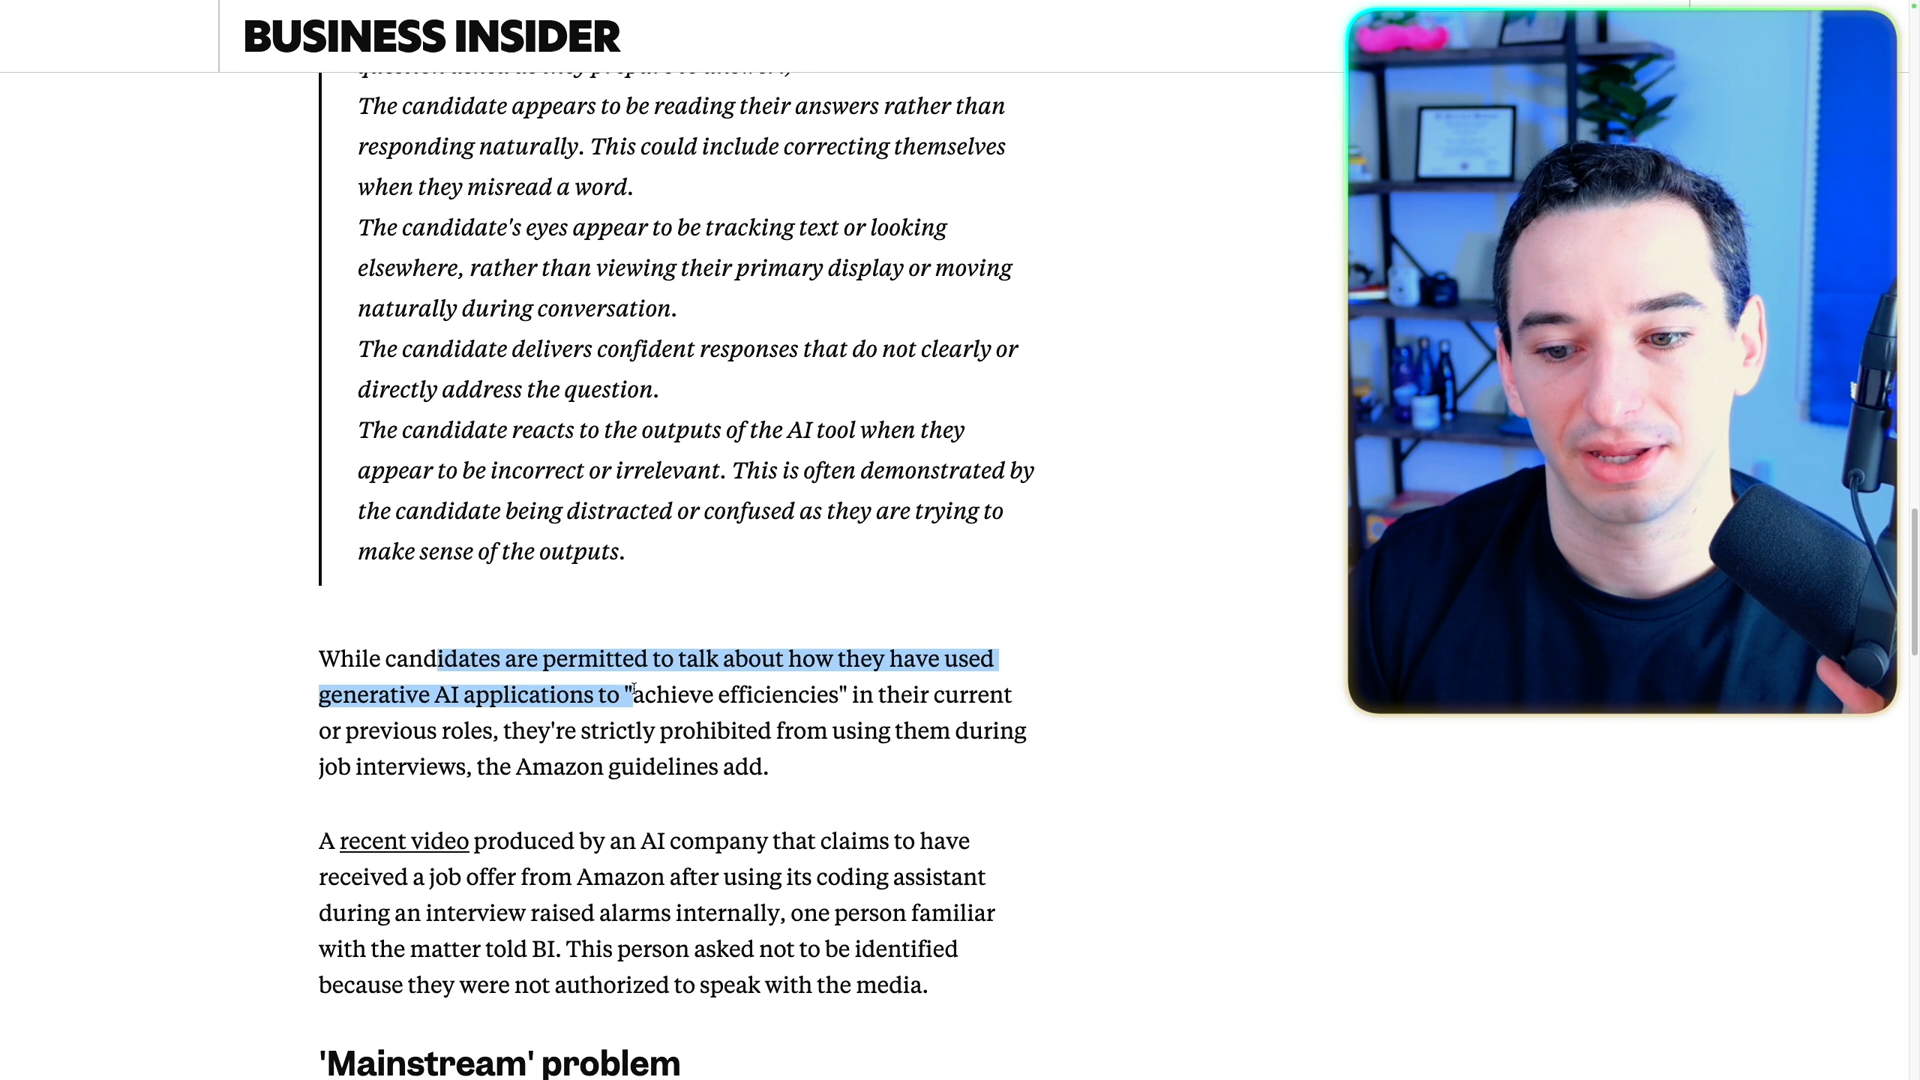 BUSINESS INSIDER
The candidate appears to be reading their answers rather than
responding naturally. This could include correcting themselves
when they misread a word.
The candidate's eyes appear to be tracking text or looking
elsewhere, rather than viewing their primary display or moving
naturally during conversation.
The candidate delivers confident responses that do not clearly or
directly address the question.
The candidate reacts to the outputs of the AI tool when they
appear to be incorrect or irrelevant. This is often demonstrated by
the candidate being distracted or confused as they are trying to
make sense of the outputs.
While candidates are permitted to talk about how they have used
generative AI applications to "achieve efficiencies" in their current
or previous roles, they're strictly prohibited from using them during
job interviews, the Amazon guidelines add.
A recent video produced by an AI company that claims to have
received a job offer from Amazon after using its coding assistant
during an interview raised alarms internally, one person familiar
with the matter told BI. This person asked not to be identified
because they were not authorized to speak with the media.
'Mainstream' problem